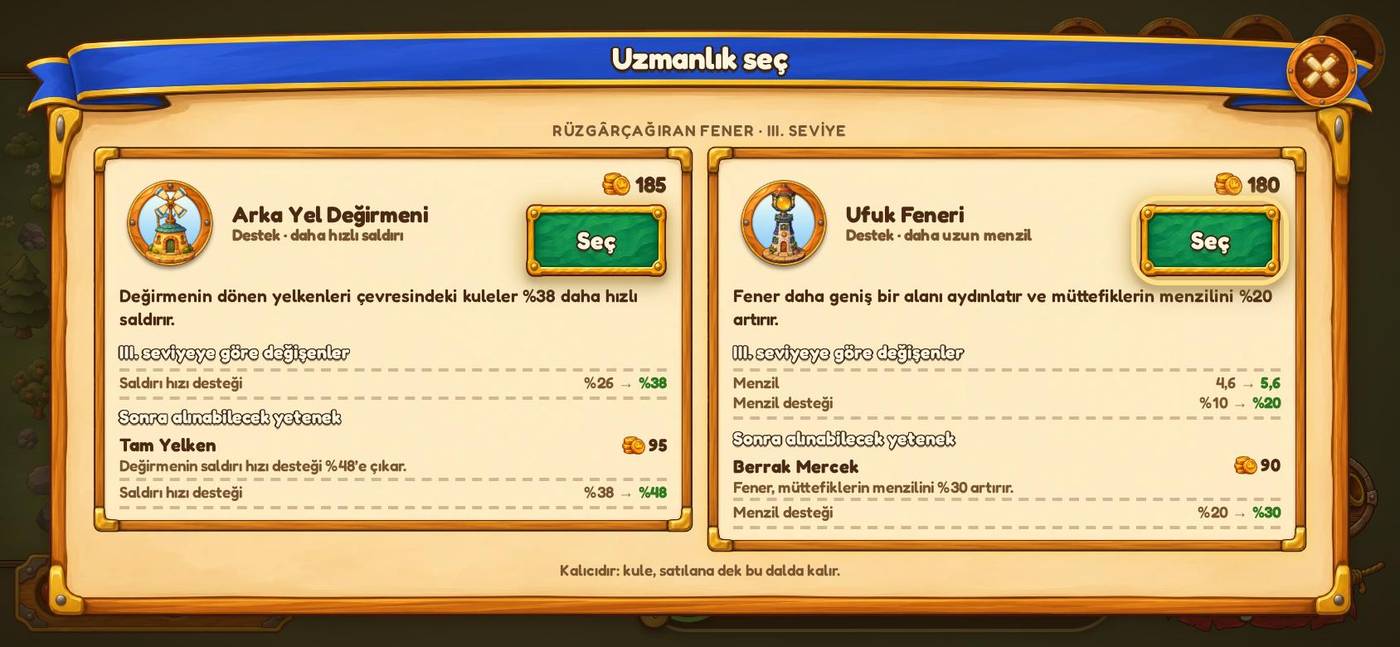 Uzmanlık seç
RÜZGÂRÇAĞIRAN FENER · III. SEVİYE
185
Arka Yel Değirmeni
Destek · daha hızlı saldırı
Seç
Değirmenin dönen yelkenleri çevresindeki kuleler %38 daha hızlı
saldırır.
III. seviyeye göre değişenler
Saldırı hızı desteği %26 → %38
Sonra alınabilecek yetenek
Tam Yelken 95
Değirmenin saldırı hızı desteği %48'e çıkar.
Saldırı hızı desteği %38 → %48
180
Ufuk Feneri
Destek · daha uzun menzil
Seç
Fener daha geniş bir alanı aydınlatır ve müttefiklerin menzilini %20
artırır.
III. seviyeye göre değişenler
Menzil 4,6 → 5,6
Menzil desteği %10 → %20
Sonra alınabilecek yetenek
Berrak Mercek 90
Fener, müttefiklerin menzilini %30 artırır.
Menzil desteği %20 → %30
Kalıcıdır: kule, satılana dek bu dalda kalır.